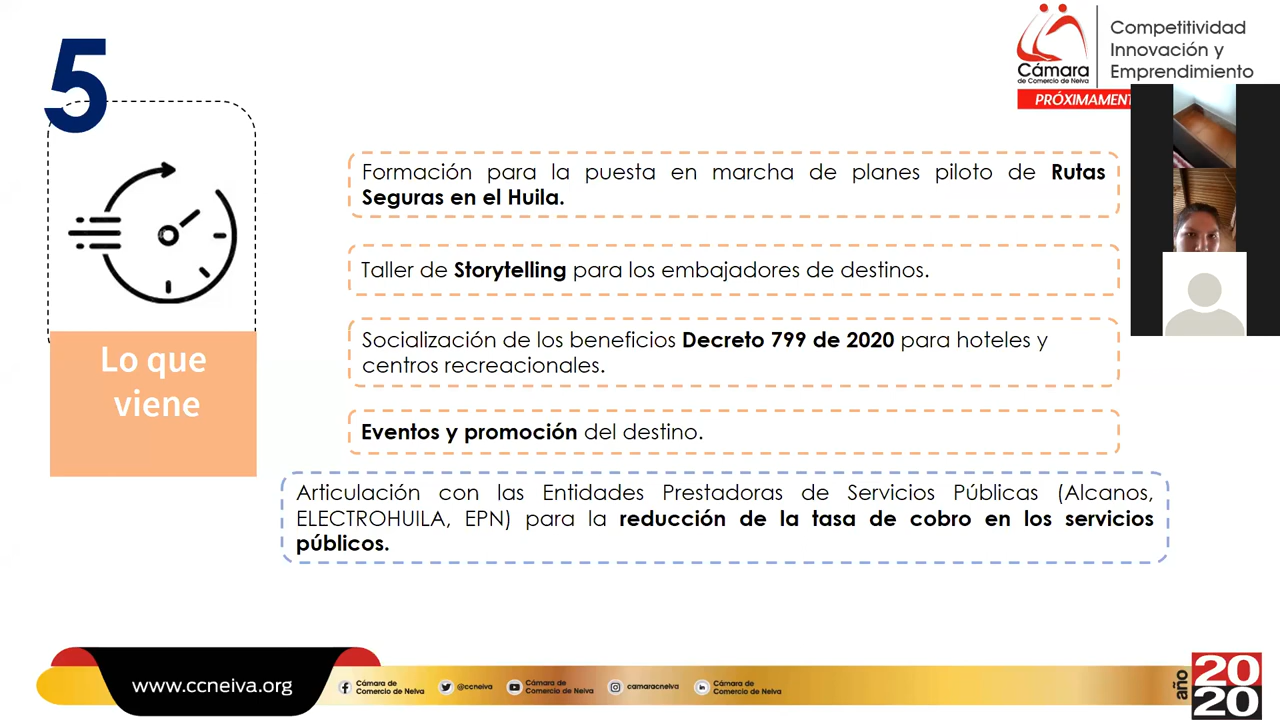 5
Cámara
de Comercio de Neiva
Competitividad
Innovación y
Emprendimiento
Lo que
viene
Formación para la puesta en marcha de planes piloto de Rutas
Seguras en el Huila.
Taller de Storytelling para los embajadores de destinos.
Socialización de los beneficios Decreto 799 de 2020 para hoteles y
centros recreacionales.
Eventos y promoción del destino.
Articulación con las Entidades Prestadoras de Servicios Públicas (Alcanos,
ELECTROHUILA, EPN) para la reducción de la tasa de cobro en los servicios
públicos.
www.ccneiva.org
Cámara de
Comercio de Neiva
@ccneiva
Cámara de
Comercio de Neiva
camaracneiva
Cámara de
Comercio de Neiva
año
20
20